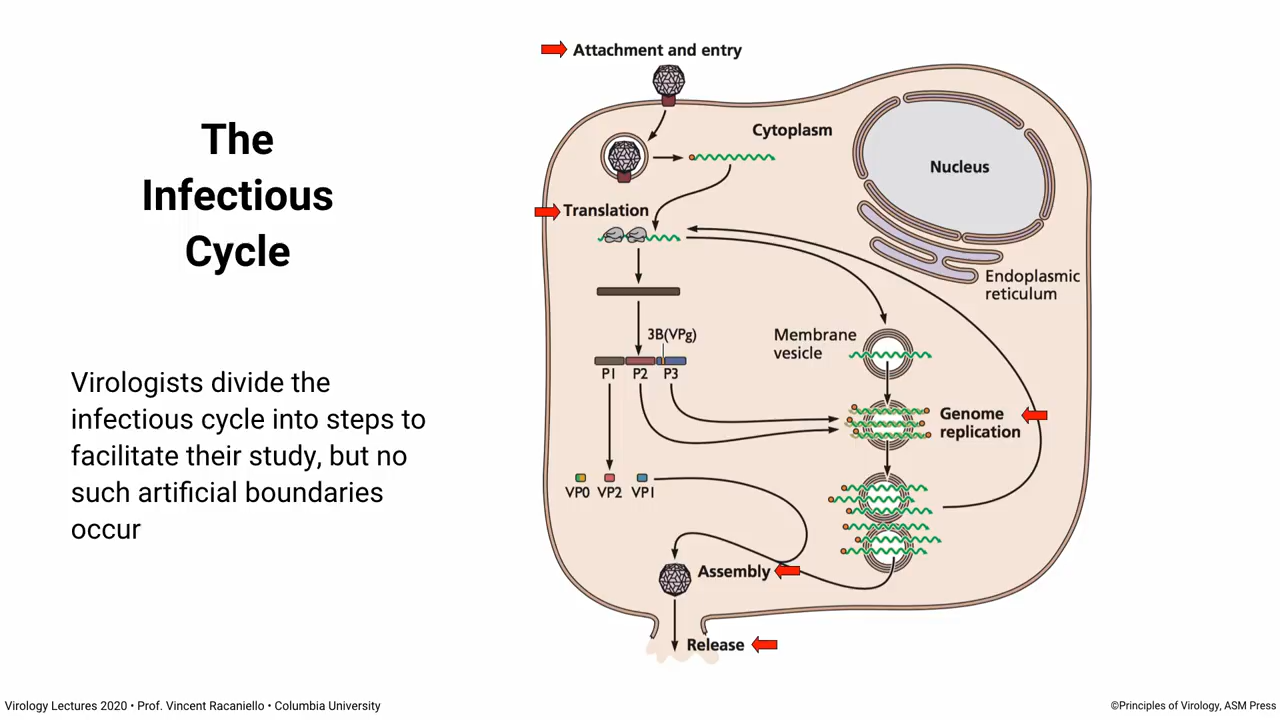 The
Infectious
Cycle
Virologists divide the
infectious cycle into steps to
facilitate their study, but no
such artificial boundaries
occur
Attachment and entry
Cytoplasm
Nucleus
Translation
Endoplasmic
reticulum
3B(VPg)
Membrane
vesicle
P1 P2 P3
Genome
replication
VP0 VP2 VP1
Assembly
Release
Virology Lectures 2020 • Prof. Vincent Racaniello • Columbia University
©Principles of Virology, ASM Press